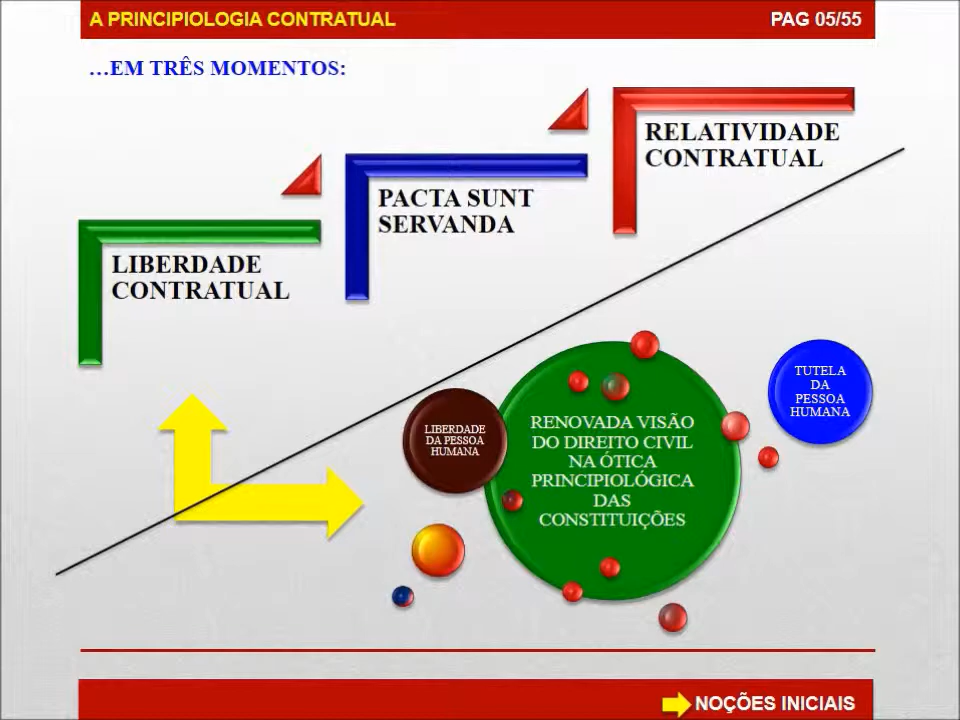 A PRINCIPIOLOGIA CONTRATUAL
PAG 05/55
...EM TRÊS MOMENTOS:
RELATIVIDADE
CONTRATUAL
PACTA SUNT
SERVANDA
LIBERDADE
CONTRATUAL
LIBERDADE
DA PESSOA
HUMANA
RENOVADA VISÃO
DO DIREITO CIVIL
NA ÓTICA
PRINCIPIOLÓGICA
DAS
CONSTITUIÇÕES
TUTELA
DA
PESSOA
HUMANA
NOÇÕES INICIAIS